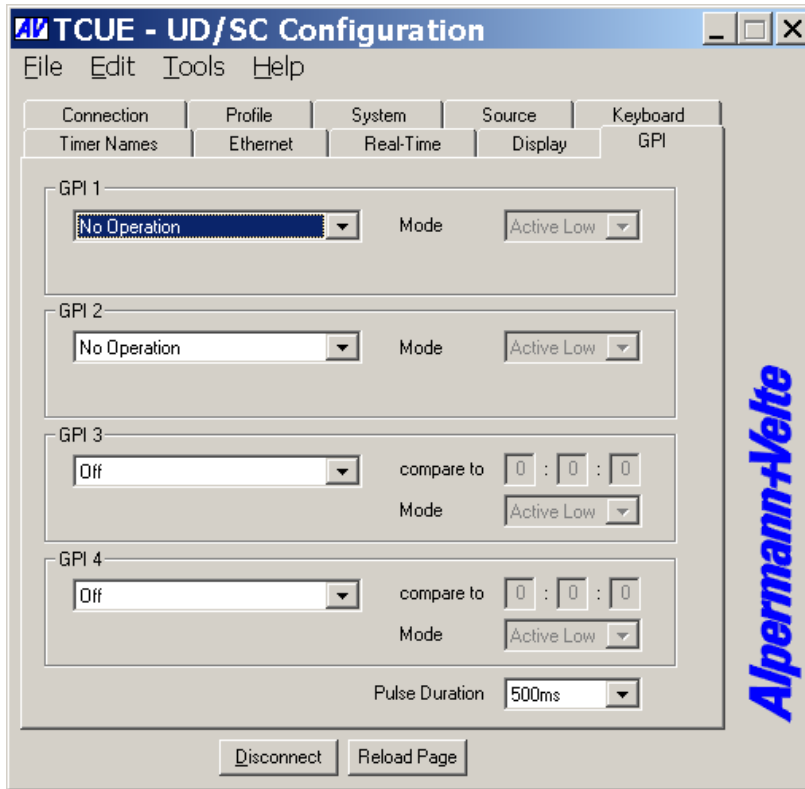 AV TCUE - UD/SC Configuration
File Edit Tools Help
Connection Profile System Source Keyboard
Timer Names Ethernet Real-Time Display GPI
GPI 1
No Operation Mode Active Low
GPI 2
No Operation Mode Active Low
GPI 3
Off compare to 0 : 0 : 0
Mode Active Low
GPI 4
Off compare to 0 : 0 : 0
Mode Active Low
Pulse Duration 500ms
Disconnect Reload Page
Alpermann+Velte